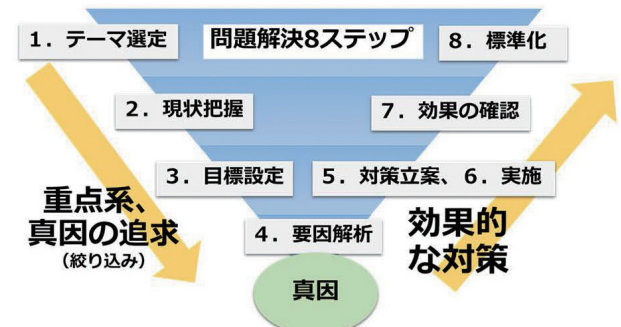 問題解決8ステップ
1．テーマ選定
8．標準化
2．現状把握
7．効果の確認
3．目標設定
5．対策立案、6．実施
4．要因解析
真因
重点系、
真因の追求
（絞り込み）
効果的
な対策